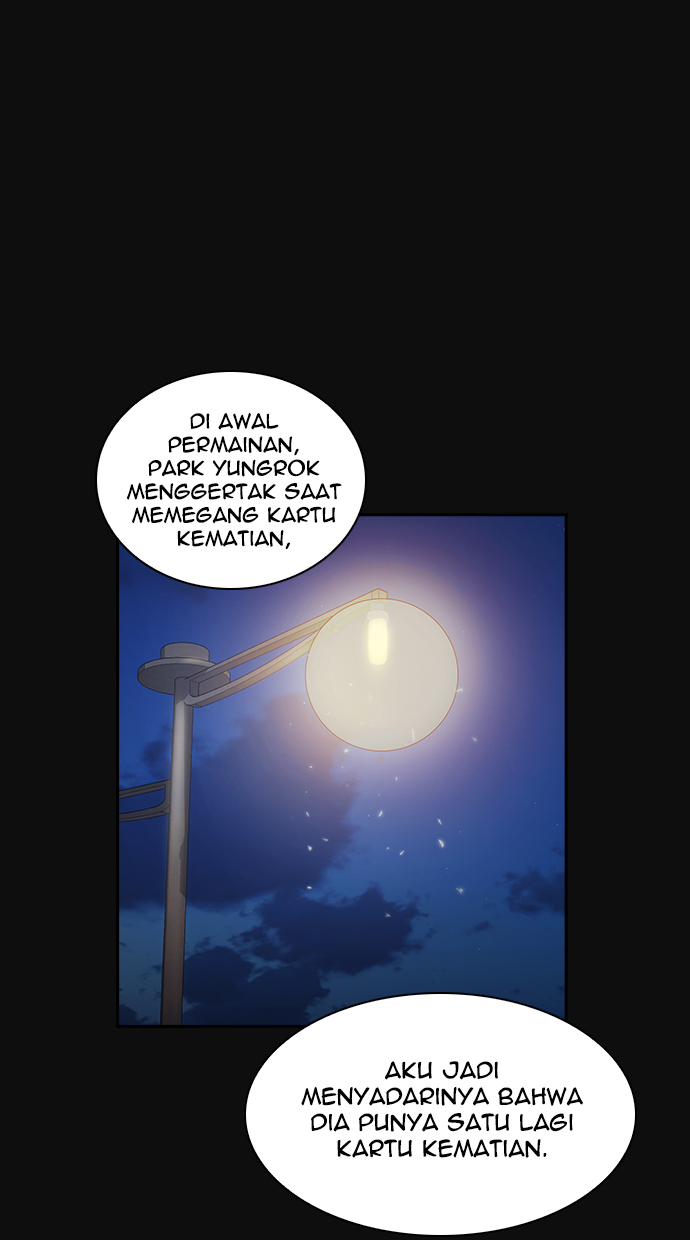 DI AWAL
PERMAINAN,
PARK YUNGROK
MENGGERTAK SAAT
MEMEGANG KARTU
KEMATIAN,
AKU JADI
MENYADARINYA BAHWA
DIA PUNYA SATU LAGI
KARTU KEMATIAN.